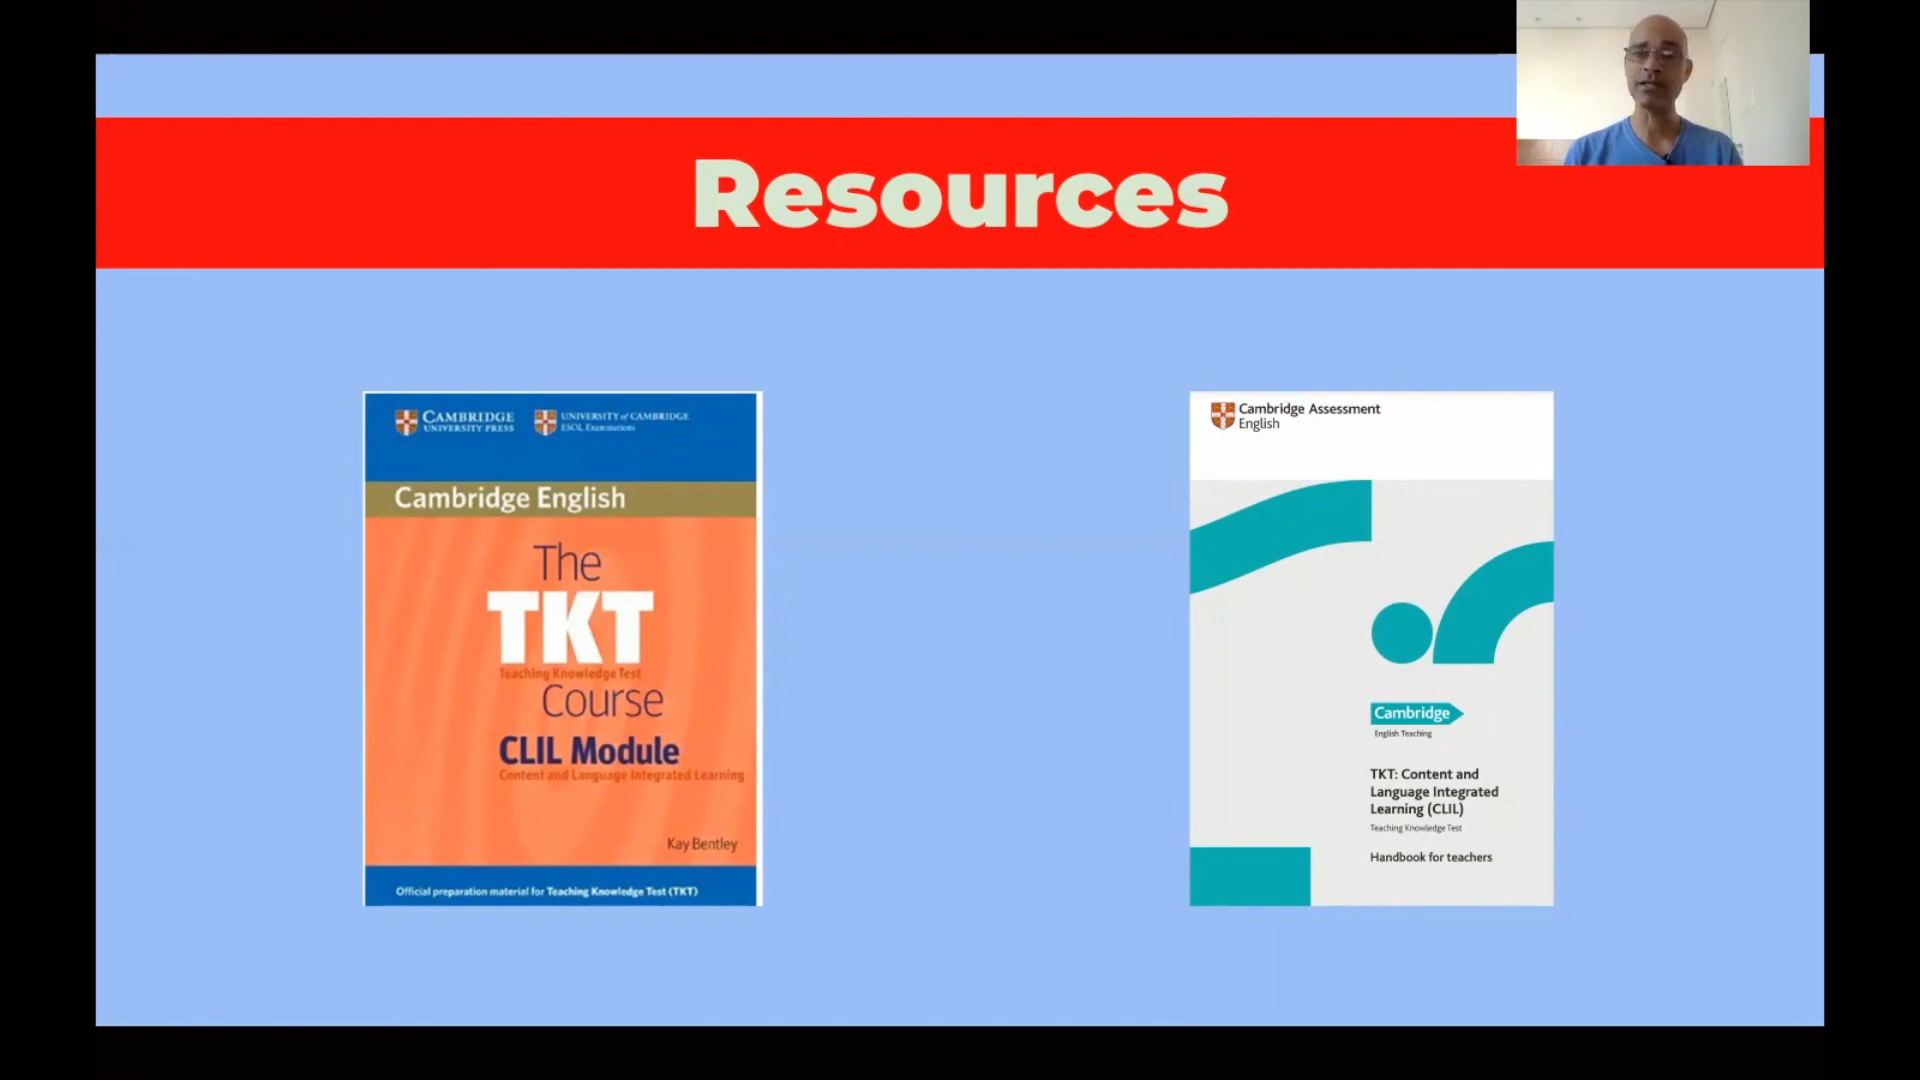 Resources
CAMBRIDGE
UNIVERSITY PRESS
UNIVERSITY of CAMBRIDGE
ESOL Examinations
Cambridge English
The
TKT
Teaching Knowledge Test
Course
CLIL Module
Content and Language Integrated Learning
Kay Bentley
Official preparation material for Teaching Knowledge Test (TKT)
Cambridge Assessment
English
Cambridge
English Teaching
TKT: Content and
Language Integrated
Learning (CLIL)
Teaching Knowledge Test
Handbook for teachers